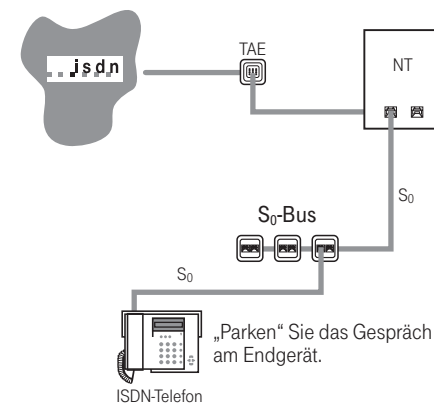 isdn
TAE
NT
S₀
S₀-Bus
S₀
„Parken“ Sie das Gespräch
am Endgerät.
ISDN-Telefon